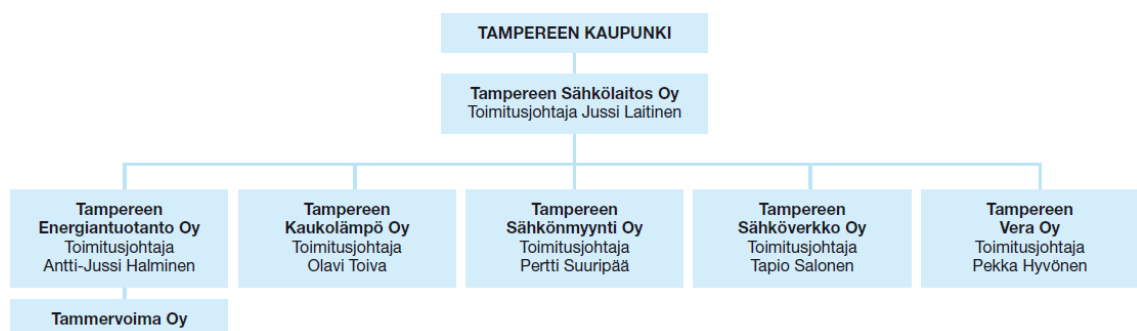 TAMPEREEN KAUPUNKI
Tampereen Sähkölaitos Oy
Toimitusjohtaja Jussi Laitinen
Tampereen
Energiantuotanto Oy
Toimitusjohtaja
Antti-Jussi Halminen
Tampereen
Kaukolämpö Oy
Toimitusjohtaja
Olavi Toiva
Tampereen
Sähkönmyynti Oy
Toimitusjohtaja
Pertti Suuripää
Tampereen
Sähköverkko Oy
Toimitusjohtaja
Tapio Salonen
Tampereen
Vera Oy
Toimitusjohtaja
Pekka Hyvönen
Tammervoima Oy